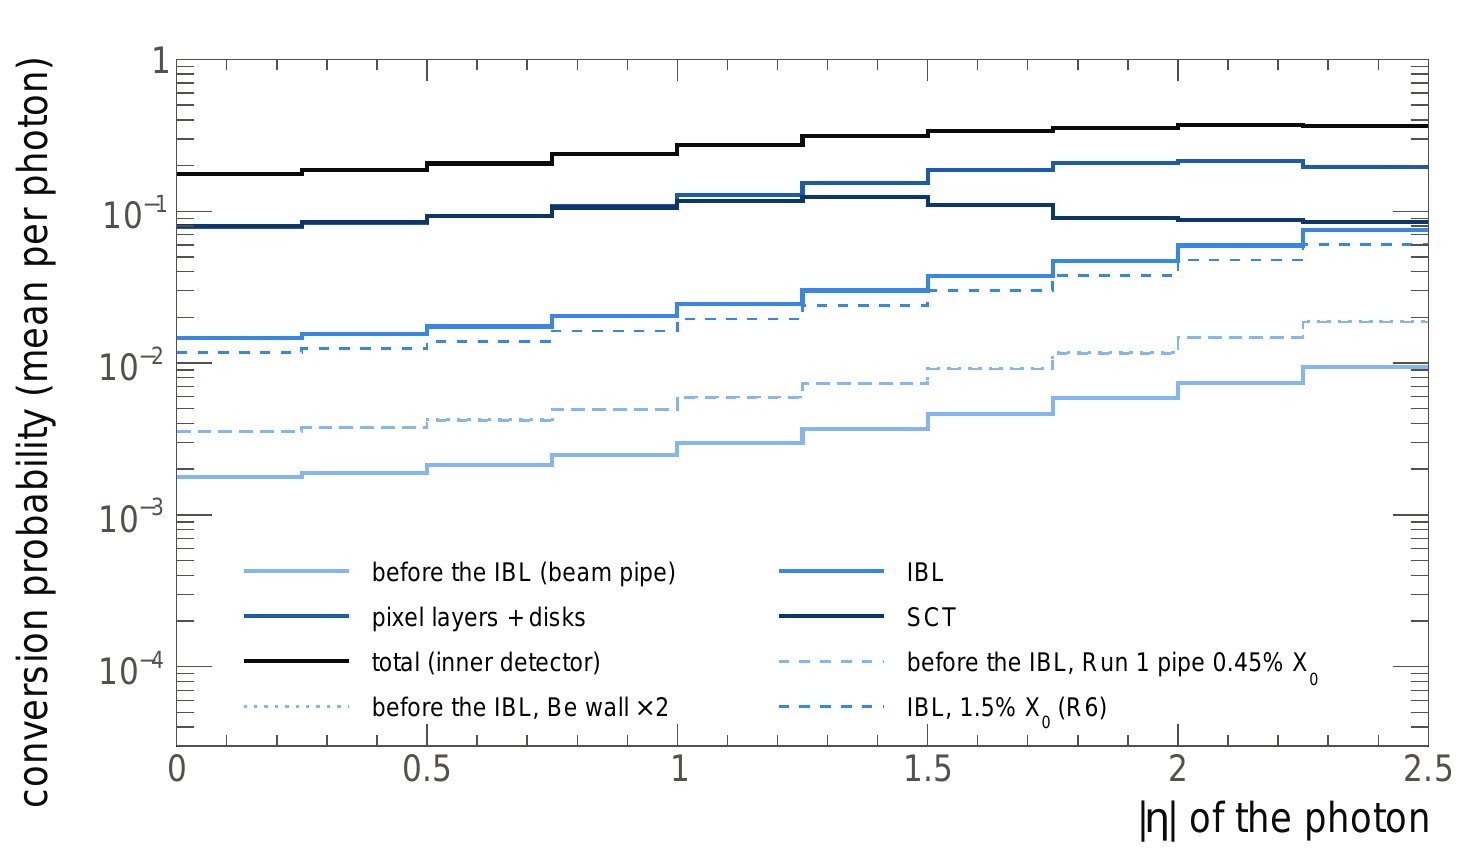 conversion probability (mean per photon)
1
10⁻¹
10⁻²
10⁻³
10⁻⁴
before the IBL (beam pipe)
IBL
pixel layers + disks
SCT
total (inner detector)
before the IBL, Run 1 pipe 0.45% X₀
before the IBL, Be wall ×2
IBL, 1.5% X₀ (R6)
0 0.5 1 1.5 2 2.5
|η| of the photon